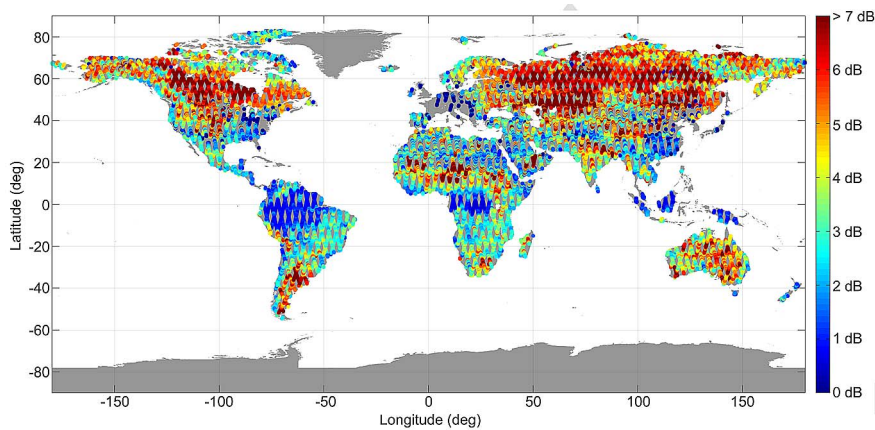 80
60
40
20
0
-20
-40
-60
-80
Latitude (deg)
-150
-100
-50
0
50
100
150
Longitude (deg)
> 7 dB
6 dB
5 dB
4 dB
3 dB
2 dB
1 dB
0 dB